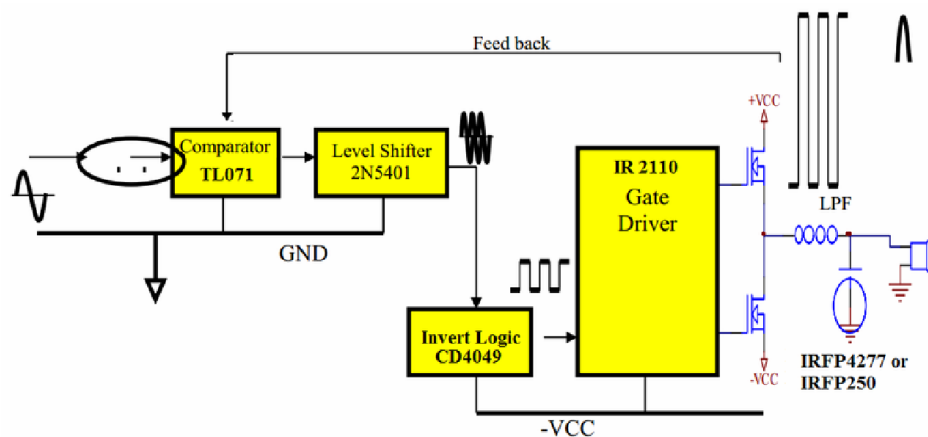 Feed back
+VCC
Comparator
TL071
Level Shifter
2N5401
IR 2110
Gate
Driver
LPF
GND
Invert Logic
CD4049
-VCC
IRFP4277 or
IRFP250
-VCC